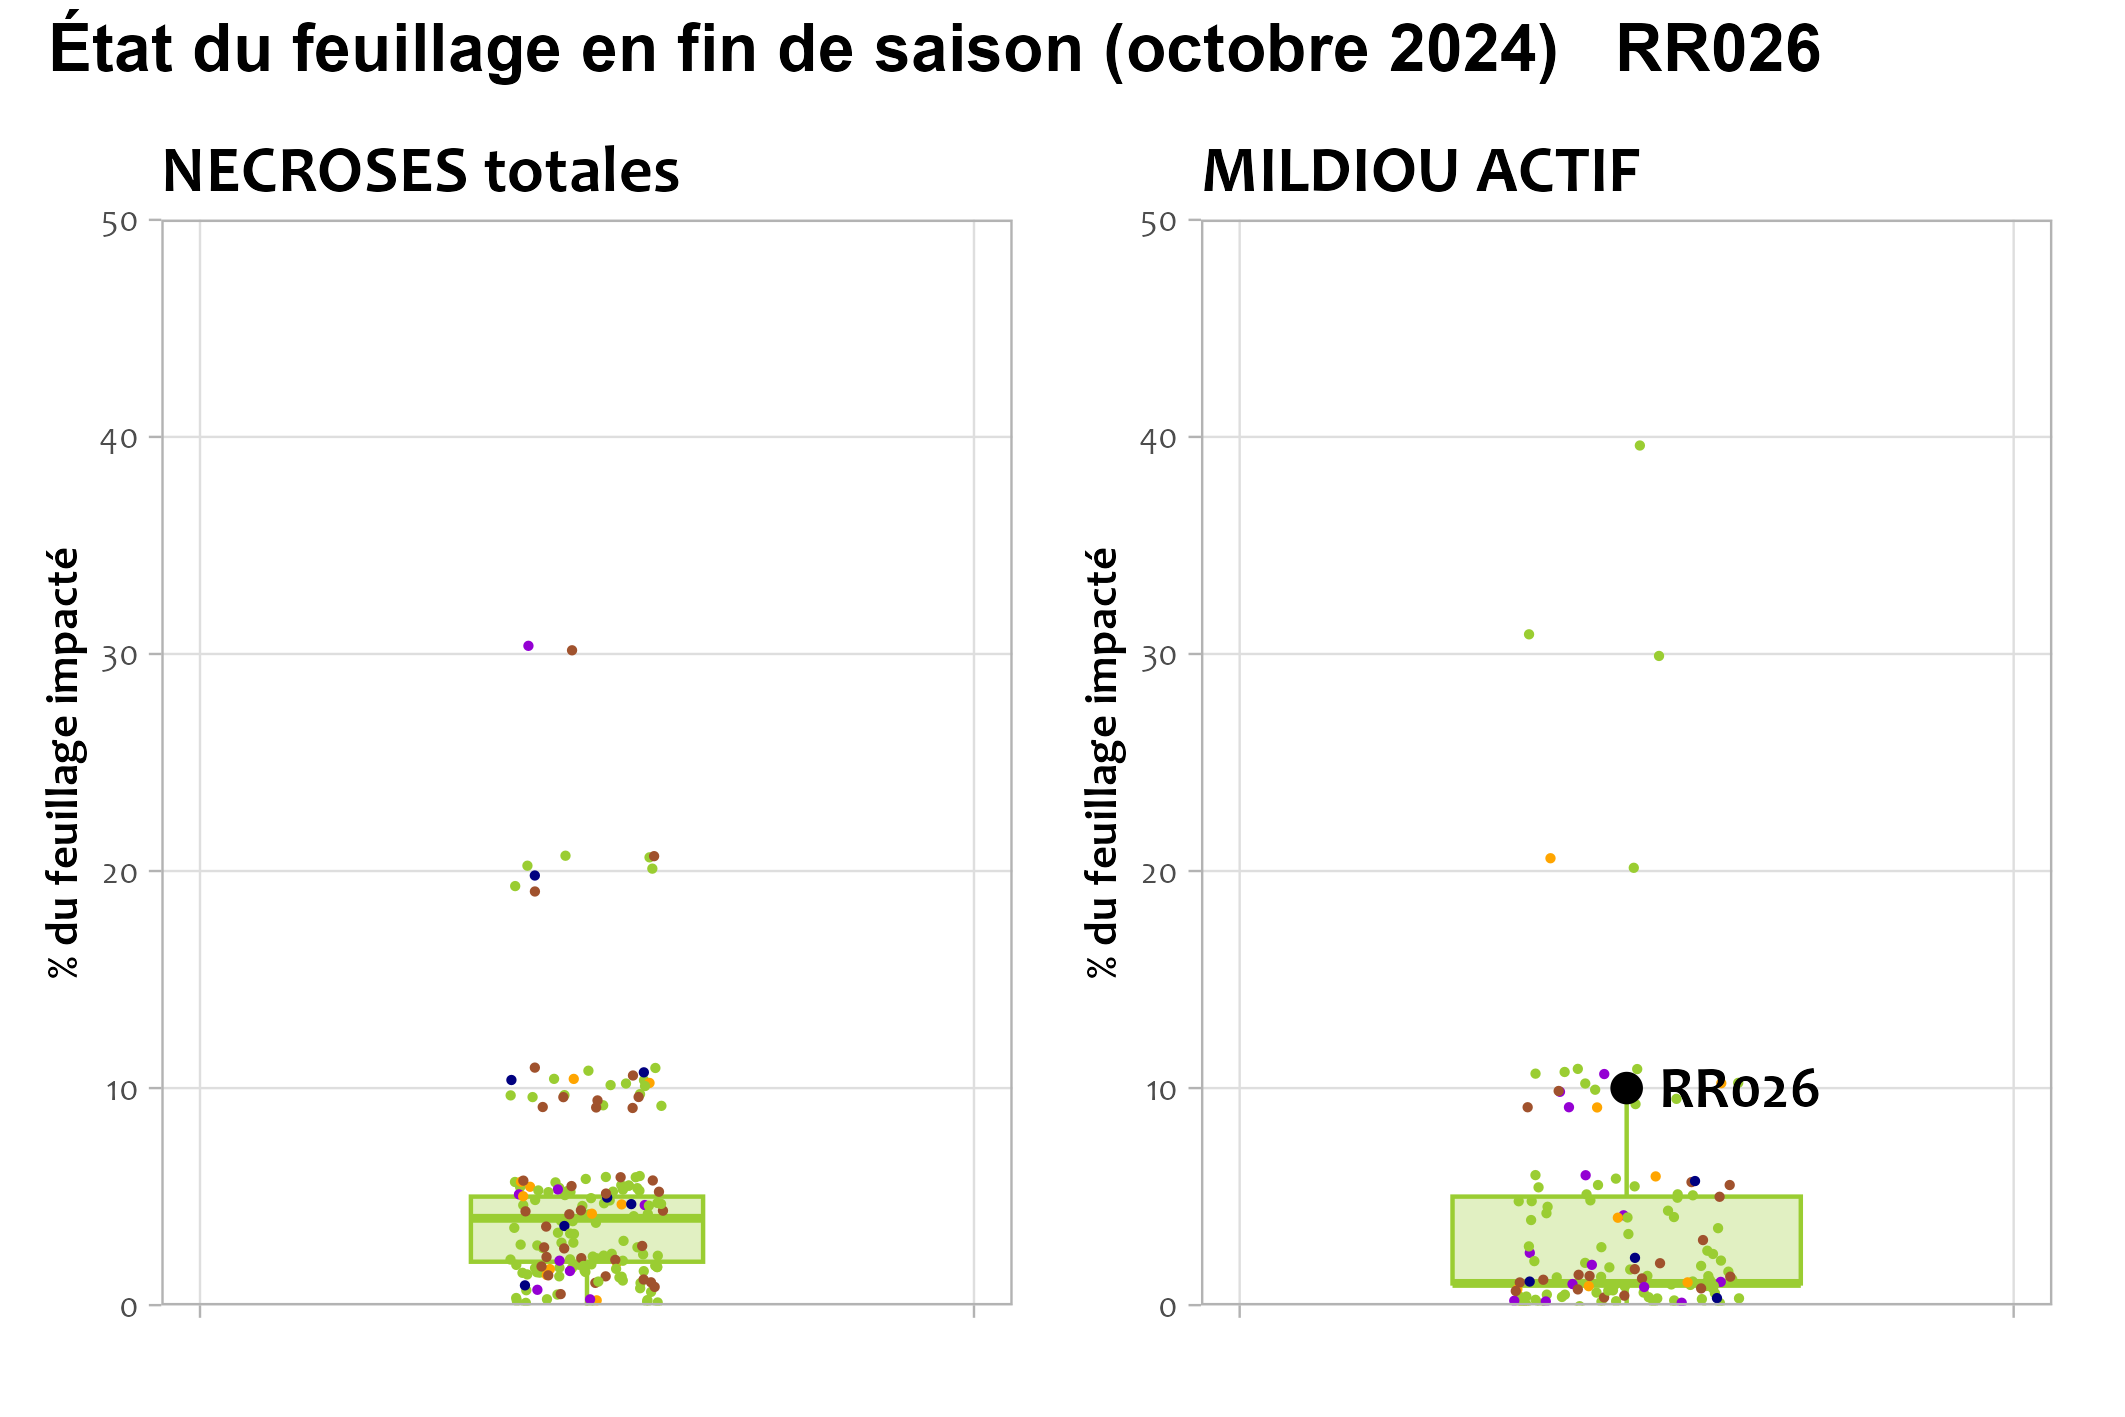 État du feuillage en fin de saison (octobre 2024) RR026
NECROSES totales
50
40
30
20
10
0
% du feuillage impacté
MILDIOU ACTIF
50
40
30
20
10
0
% du feuillage impacté
RR026